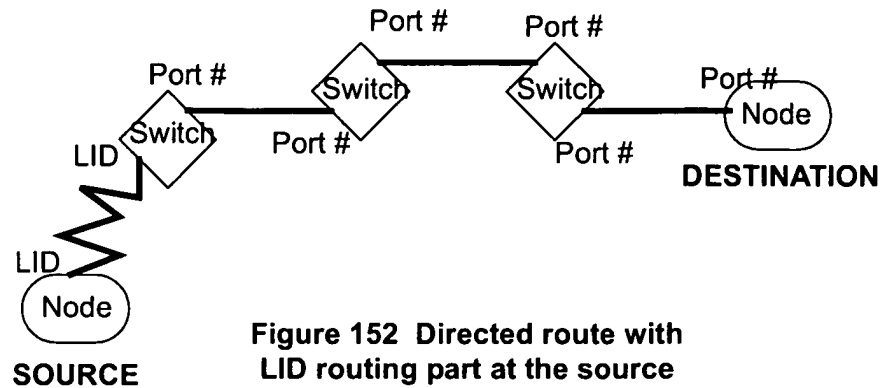 Port #
Port #
Port #
Port #
Switch
Switch
Switch
Node
Port #
Port #
LID
DESTINATION
LID
Node
Figure 152 Directed route with
LID routing part at the source
SOURCE